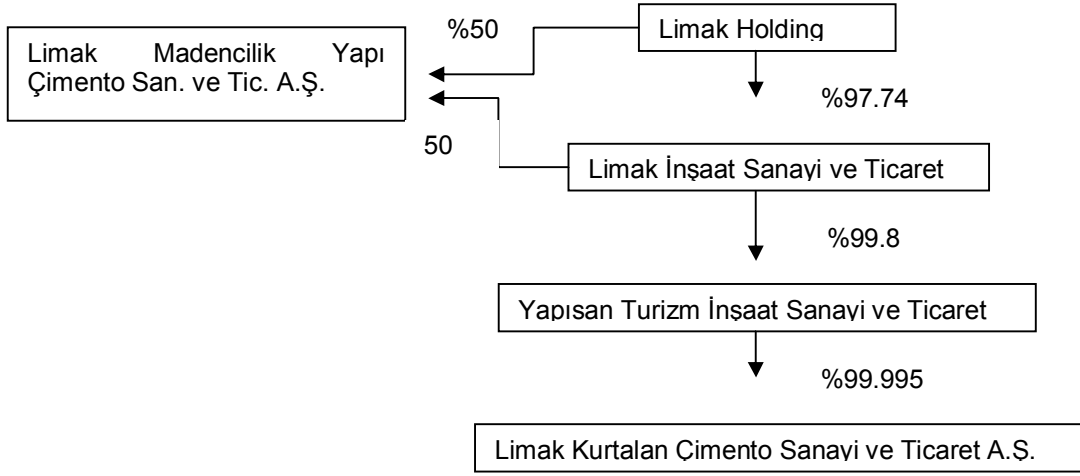 %50
Limak Holding
Limak Madencilik Yapı
Çimento San. ve Tic. A.Ş.
%97.74
50
Limak İnşaat Sanayi ve Ticaret
%99.8
Yapısan Turizm İnşaat Sanayi ve Ticaret
%99.995
Limak Kurtalan Çimento Sanayi ve Ticaret A.Ş.